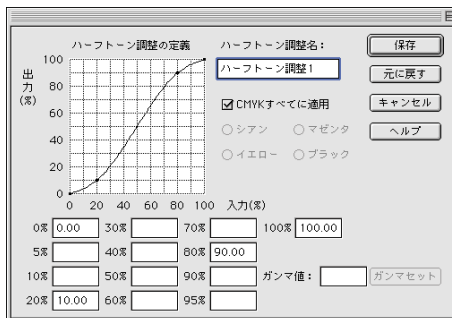 ハーフトーン調整の定義
ハーフトーン調整名:
保存
ハーフトーン調整1
元に戻す
出力(%)
100
80
60
40
20
0
☑CMYKすべてに適用
キャンセル
シアン
マゼンタ
ヘルプ
イエロー
ブラック
0 20 40 60 80 100 入力(%)
0% 0.00 30% 70% 100% 100.00
5% 40% 80% 90.00
10% 50% 90% ガンマ値: ガンマセット
20% 10.00 60% 95%